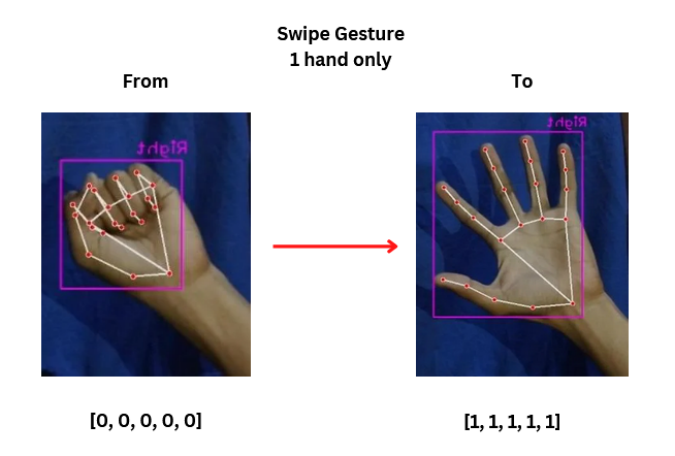 Swipe Gesture
1 hand only
From
To
Right
Right
[0, 0, 0, 0, 0]
[1, 1, 1, 1, 1]